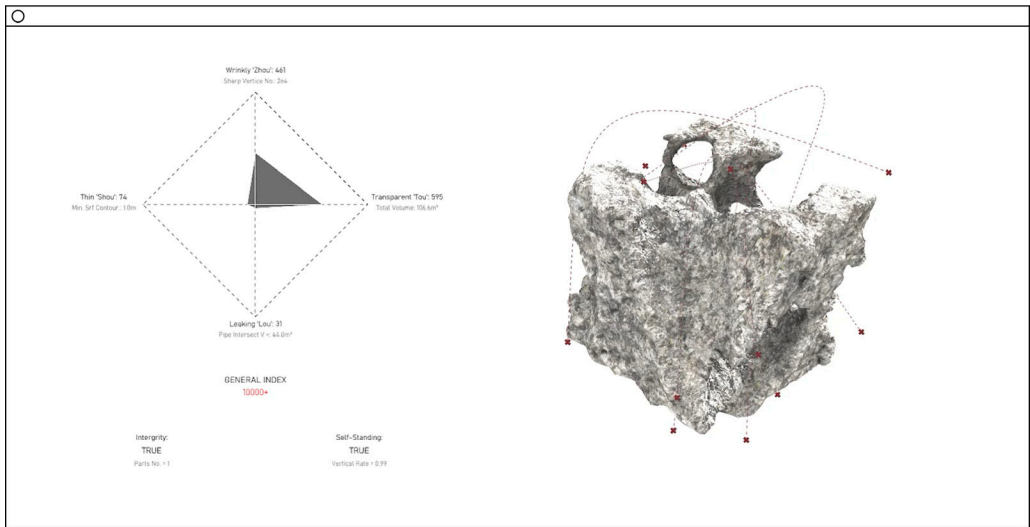 Wrinkly 'Zhou': 461
Sharp Vertice No.: 264
Thin 'Shou': 74
Min. Srf Contour.: 1.0m
Transparent 'Tou': 595
Total Volume: 106.6m³
Leaking 'Lou': 31
Pipe Intersect V <: 44.0m³
GENERAL INDEX
10000+
Intergrity:
TRUE
Parts No. = 1
Self-Standing:
TRUE
Vertical Rate = 0.99